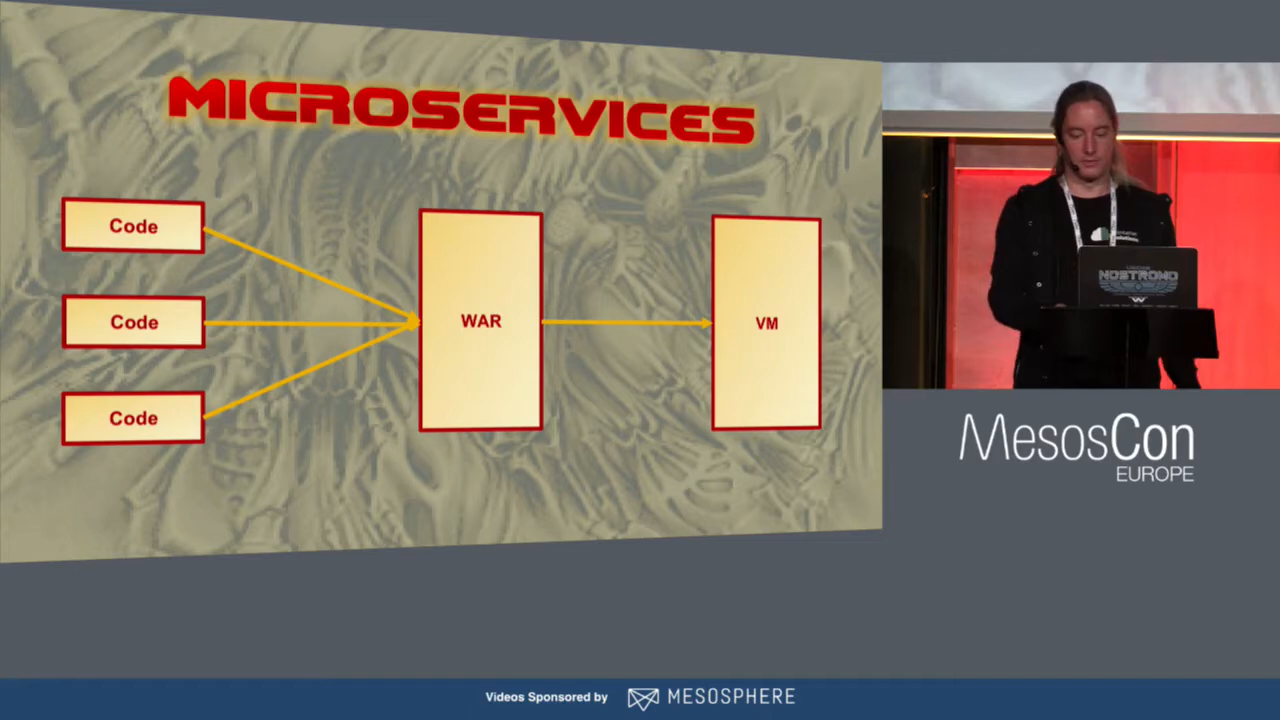 MICROSERVICES
Code
Code
Code
WAR
VM
NOSTROMO
MesosCon
EUROPE
Videos Sponsored by MESOSPHERE